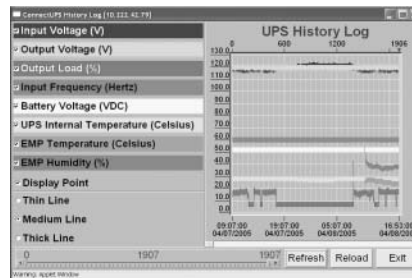 ConnectUPS History Log [10.222.42.79]
Input Voltage (V)
Output Voltage (V)
Output Load (%)
Input Frequency (Hertz)
Battery Voltage (VDC)
UPS Internal Temperature (Celsius)
EMP Temperature (Celsius)
EMP Humidity (%)
Display Point
Thin Line
Medium Line
Thick Line
UPS History Log
0 600 1200 1906
130.0
120.0
110.0
100.0
90.0
80.0
70.0
60.0
50.0
40.0
30.0
20.0
10.0
0.0
09:07:00 19:07:00 05:07:00 16:53:00
04/07/2005 04/07/2005 04/08/2005 04/08/2005
0 1907 1907 Refresh Reload Exit
Warning: Applet Window